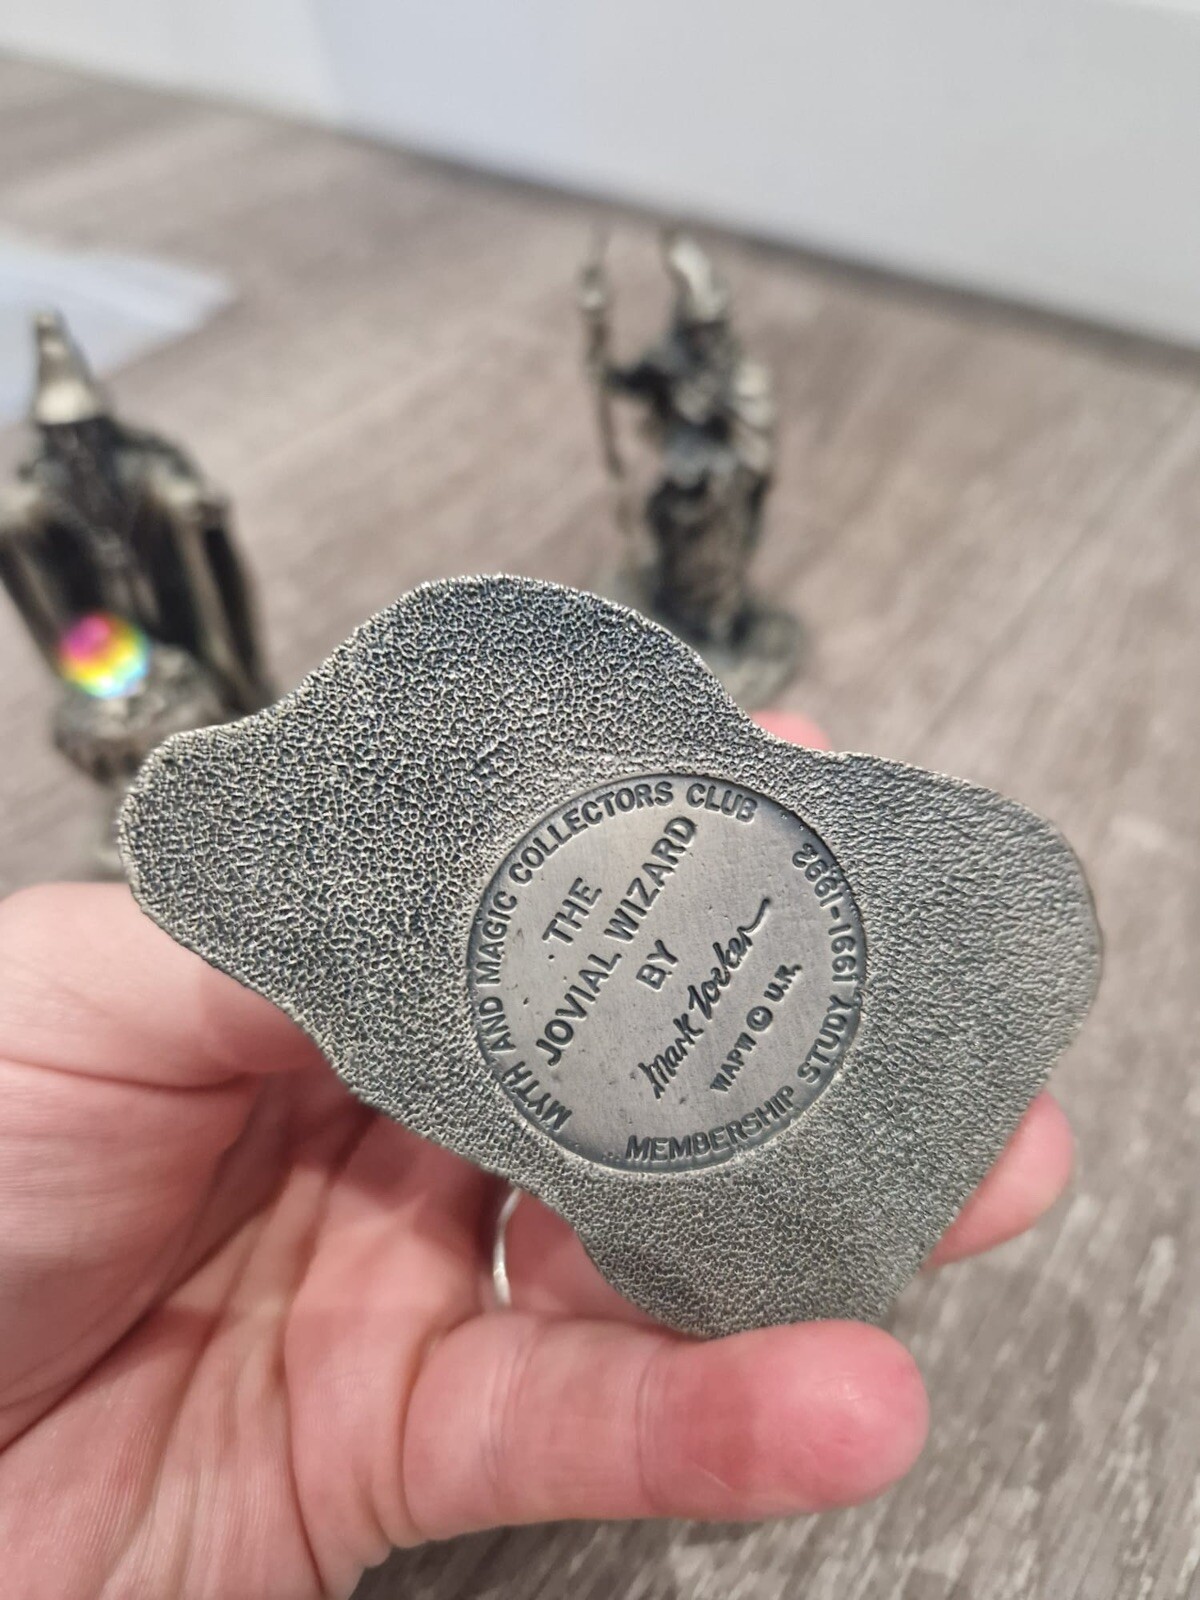 MYTH AND MAGIC COLLECTORS CLUB
THE
JOVIAL WIZARD
BY
Mark Locker
WAPW © U.K.
MEMBERSHIP STUDY 1991-1992